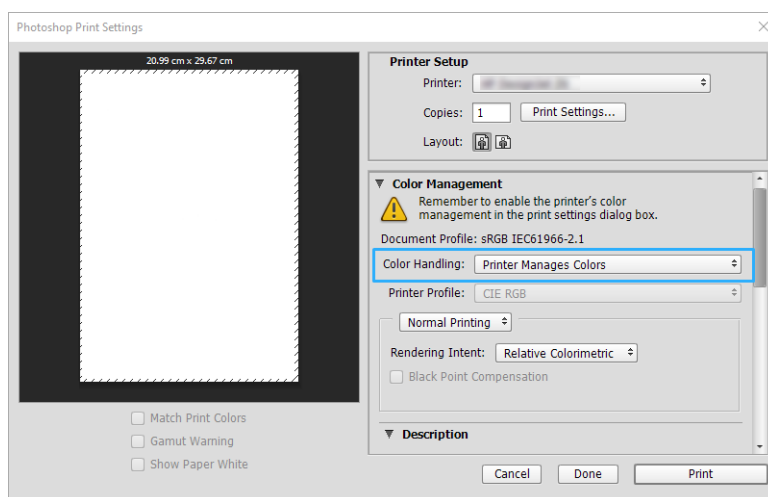 Photoshop Print Settings
20.99 cm x 29.67 cm
Match Print Colors
Gamut Warning
Show Paper White
Printer Setup
Printer:
Copies: 1 Print Settings...
Layout:
Color Management
Remember to enable the printer's color
management in the print settings dialog box.
Document Profile: sRGB IEC61966-2.1
Color Handling: Printer Manages Colors
Printer Profile: CIE RGB
Normal Printing
Rendering Intent: Relative Colorimetric
Black Point Compensation
Description
Cancel Done Print